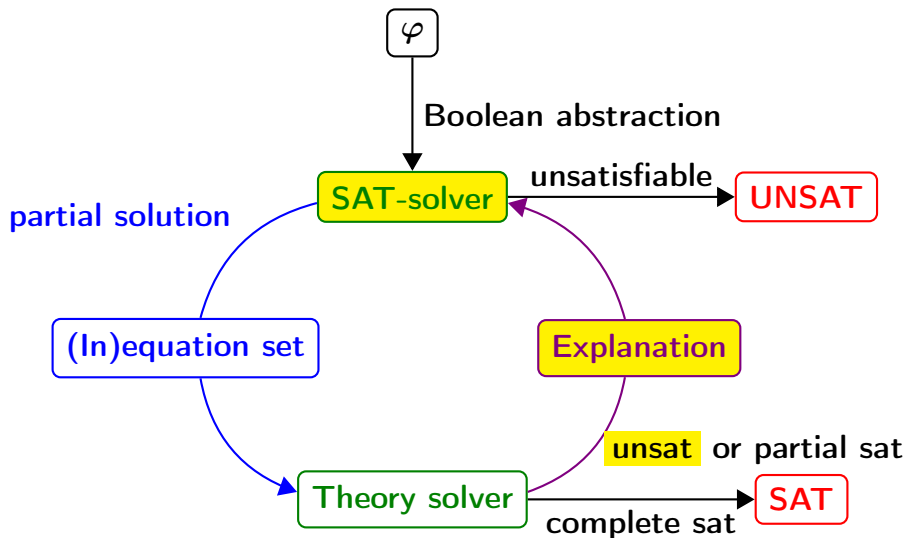 φ
Boolean abstraction
SAT-solver
unsatisfiable
UNSAT
partial solution
(In)equation set
Explanation
unsat or partial sat
Theory solver
complete sat
SAT